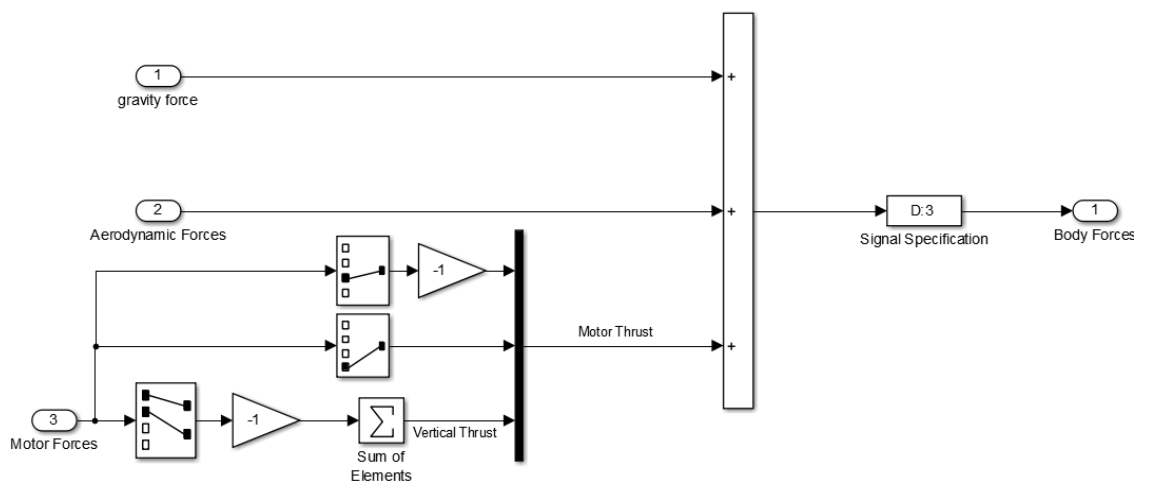 1
gravity force
+
2
Aerodynamic Forces
+
D:3
Signal Specification
1
Body Forces
-1
Motor Thrust
+
3
Motor Forces
-1
Sum of
Elements
Vertical Thrust